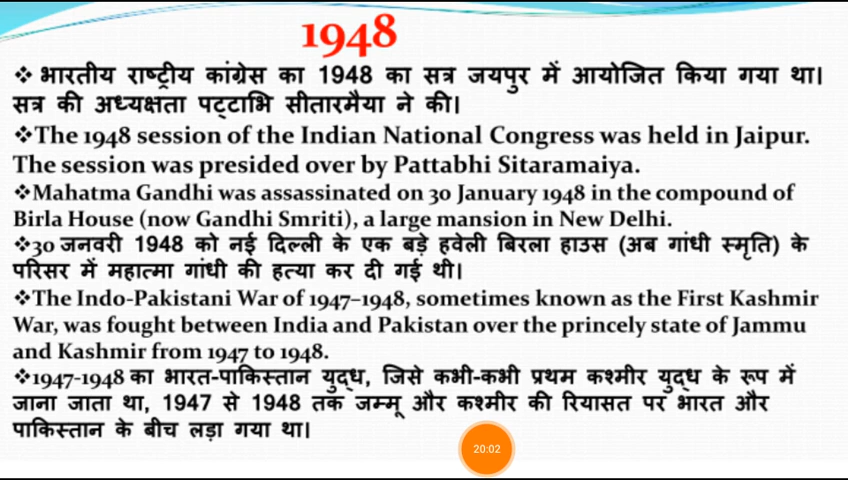 1948
❖ भारतीय राष्ट्रीय कांग्रेस का 1948 का सत्र जयपुर में आयोजित किया गया था।
सत्र की अध्यक्षता पट्टाभि सीतारमैया ने की।
❖The 1948 session of the Indian National Congress was held in Jaipur.
The session was presided over by Pattabhi Sitaramaiya.
❖Mahatma Gandhi was assassinated on 30 January 1948 in the compound of
Birla House (now Gandhi Smriti), a large mansion in New Delhi.
❖30 जनवरी 1948 को नई दिल्ली के एक बड़े हवेली बिरला हाउस (अब गांधी स्मृति) के
परिसर में महात्मा गांधी की हत्या कर दी गई थी।
❖The Indo-Pakistani War of 1947–1948, sometimes known as the First Kashmir
War, was fought between India and Pakistan over the princely state of Jammu
and Kashmir from 1947 to 1948.
❖1947-1948 का भारत-पाकिस्तान युद्ध, जिसे कभी-कभी प्रथम कश्मीर युद्ध के रूप में
जाना जाता था, 1947 से 1948 तक जम्मू और कश्मीर की रियासत पर भारत और
पाकिस्तान के बीच लड़ा गया था।
20:02